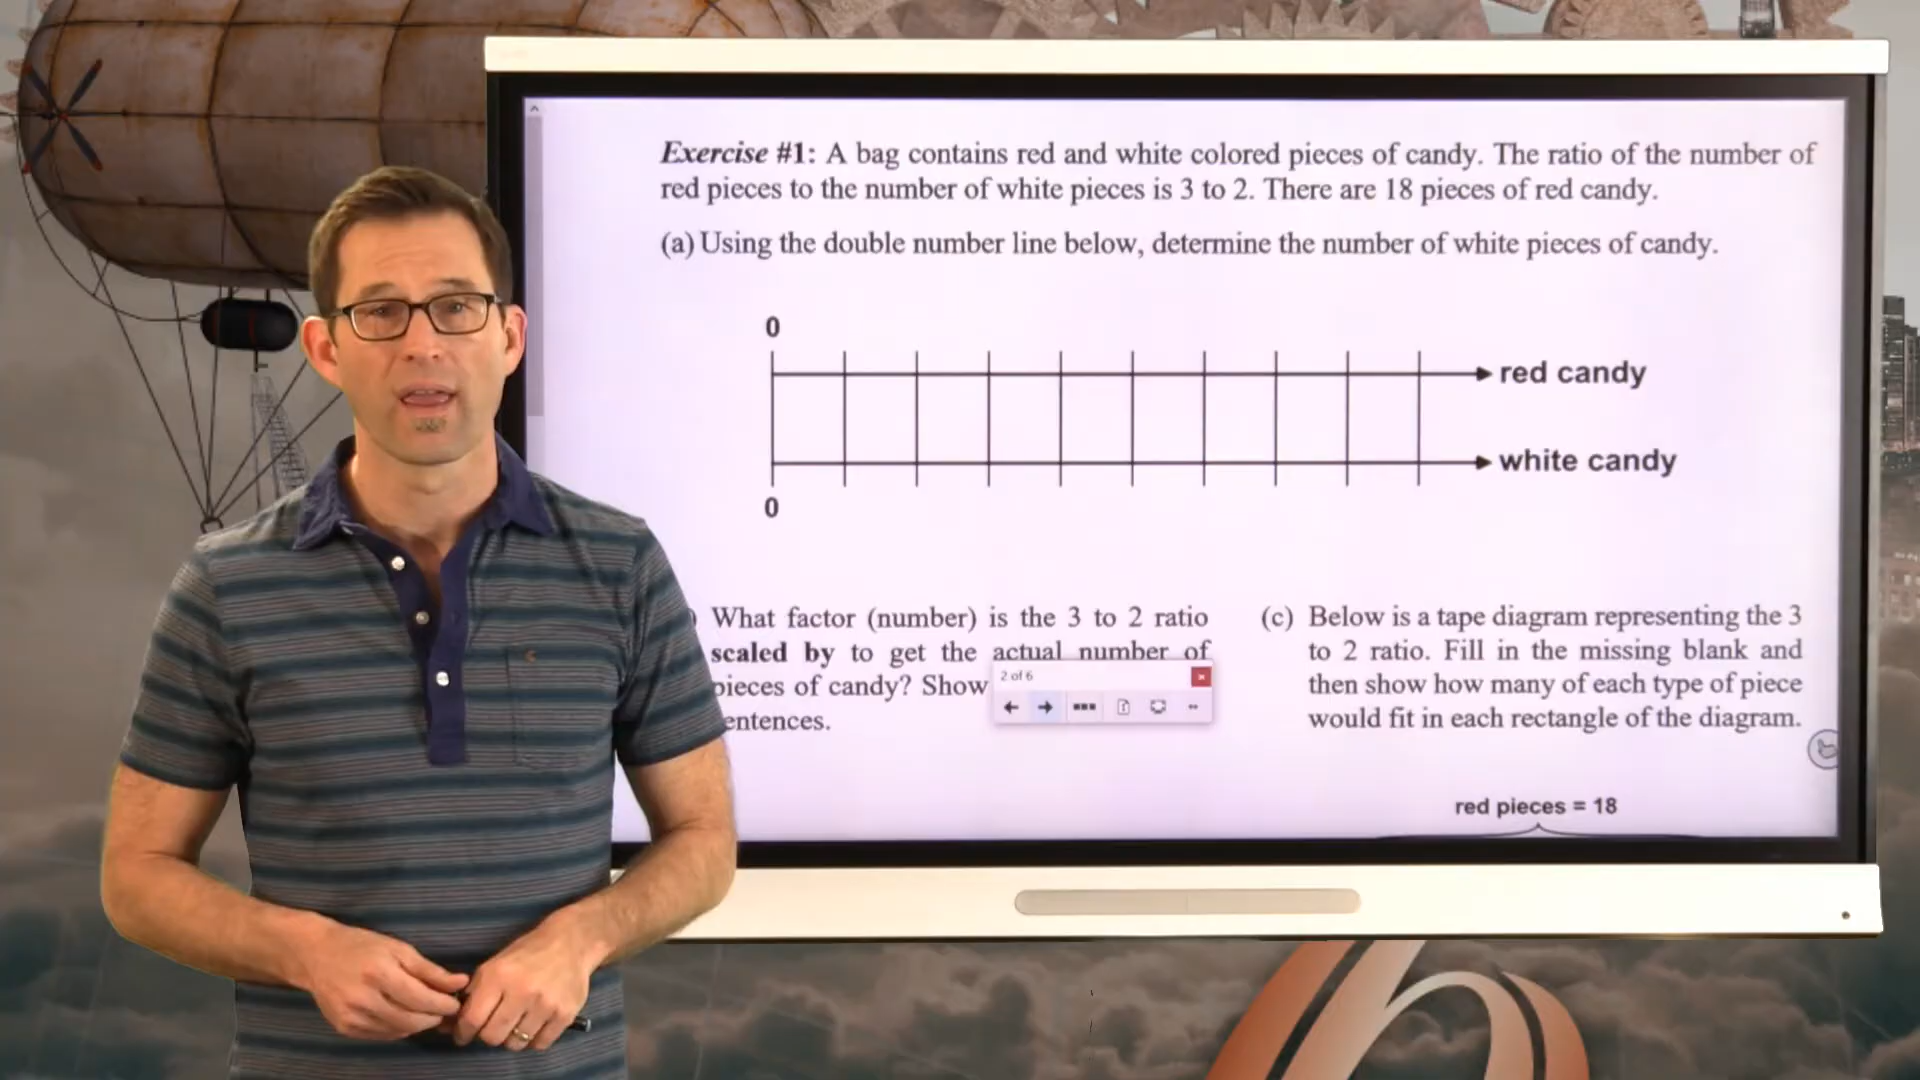 Exercise #1: A bag contains red and white colored pieces of candy. The ratio of the number of
red pieces to the number of white pieces is 3 to 2. There are 18 pieces of red candy.
(a) Using the double number line below, determine the number of white pieces of candy.
0
red candy
white candy
0
What factor (number) is the 3 to 2 ratio
scaled by to get the actual number of
pieces of candy? Show
entences.
2 of 6
(c) Below is a tape diagram representing the 3
to 2 ratio. Fill in the missing blank and
then show how many of each type of piece
would fit in each rectangle of the diagram.
red pieces = 18